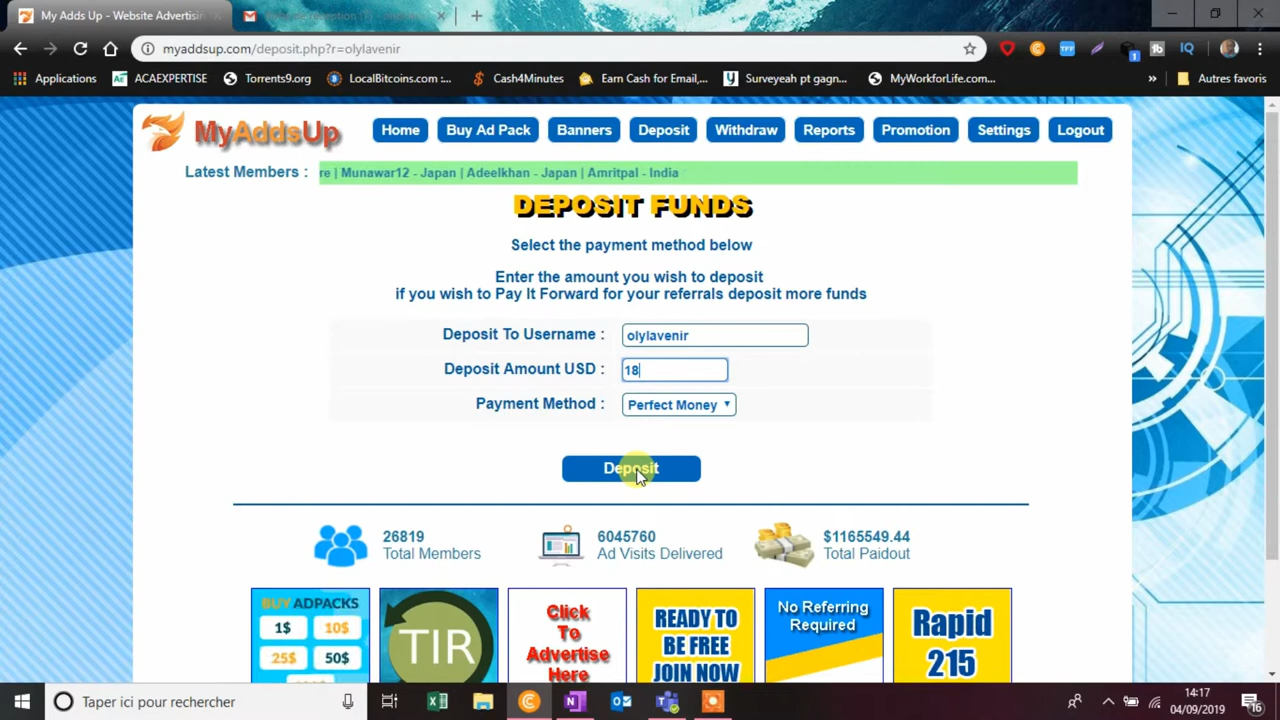 My Adds Up - Website Advertisin
myaddsup.com/deposit.php?r=olylavenir
Applications ACAEXPERTISE Torrents9.org LocalBitcoins.com :... Cash4Minutes Earn Cash for Email,... Surveyeah pt gagn... MyWorkforLife.com... » Autres favoris
MyAddsUp Home Buy Ad Pack Banners Deposit Withdraw Reports Promotion Settings Logout
Latest Members : re | Munawar12 - Japan | Adeelkhan - Japan | Amritpal - India
DEPOSIT FUNDS
Select the payment method below
Enter the amount you wish to deposit
if you wish to Pay It Forward for your referrals deposit more funds
Deposit To Username : olylavenir
Deposit Amount USD : 18
Payment Method : Perfect Money
Deposit
26819 6045760 $1165549.44
Total Members Ad Visits Delivered Total Paidout
BUY ADPACKS
1$ 10$
25$ 50$
TIR
Click
To
Advertise
Here
READY TO
BE FREE
JOIN NOW
No Referring
Required
Rapid
215
Taper ici pour rechercher
14:17
04/09/2019
16